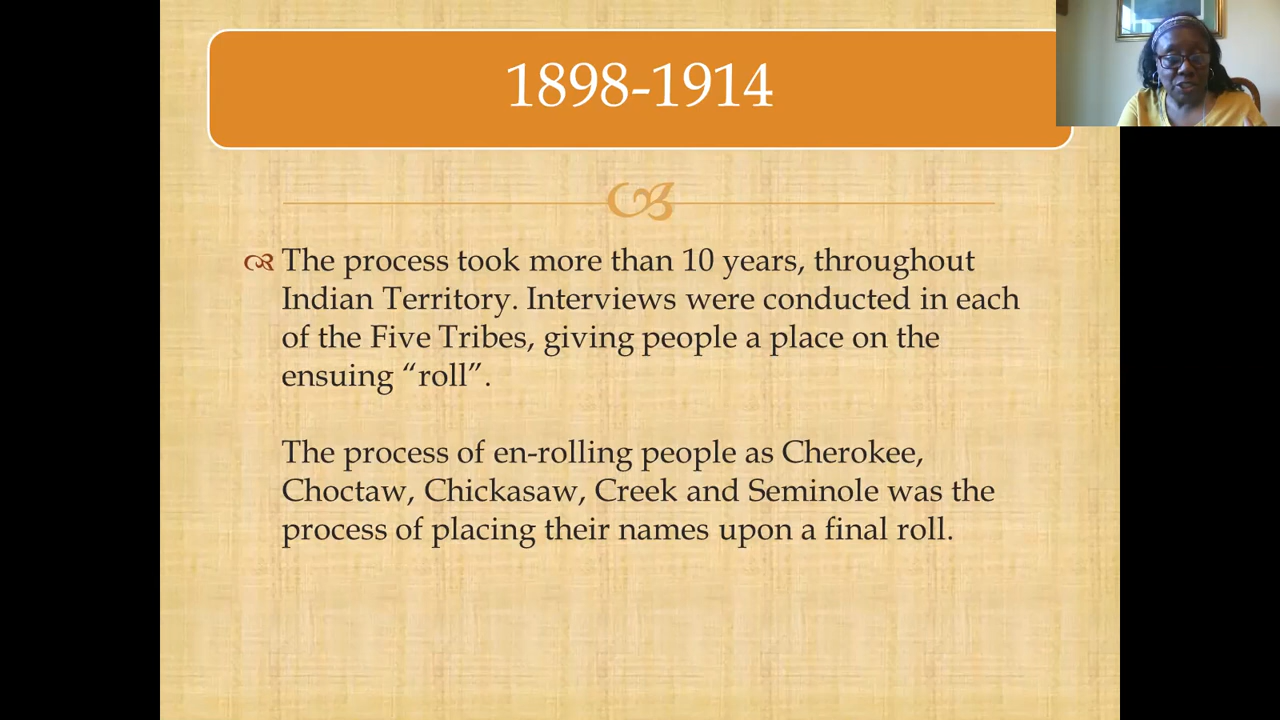 1898-1914
The process took more than 10 years, throughout
Indian Territory. Interviews were conducted in each
of the Five Tribes, giving people a place on the
ensuing “roll”.
The process of en-rolling people as Cherokee,
Choctaw, Chickasaw, Creek and Seminole was the
process of placing their names upon a final roll.